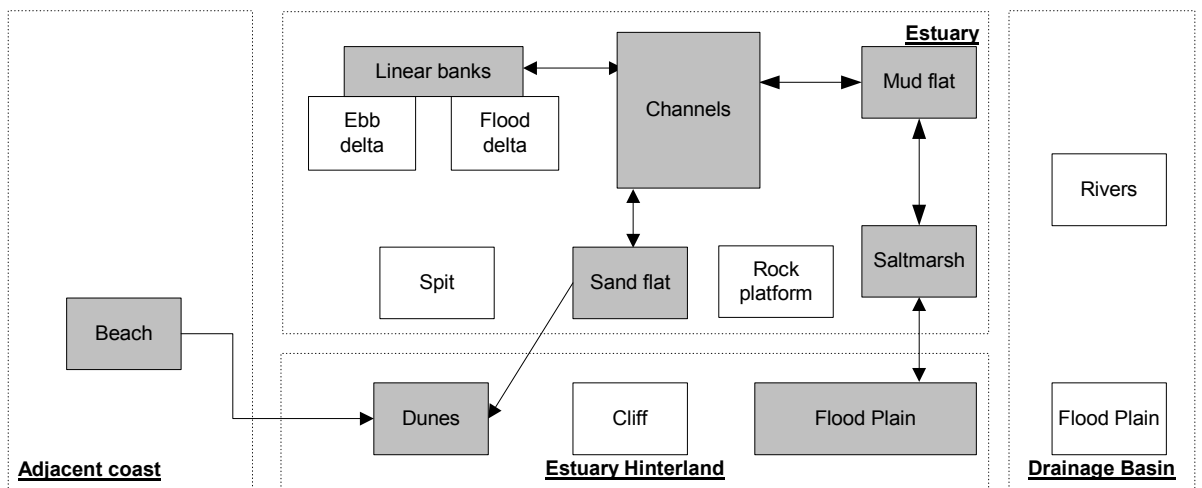 Estuary
Linear banks
Channels
Mud flat
Ebb
delta
Flood
delta
Rivers
Spit
Sand flat
Rock
platform
Saltmarsh
Beach
Dunes
Cliff
Flood Plain
Flood Plain
Adjacent coast
Estuary Hinterland
Drainage Basin